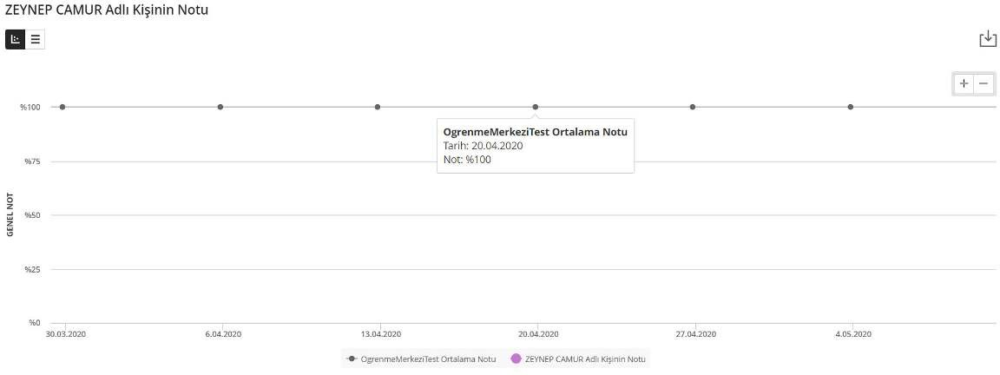 ZEYNEP CAMUR Adlı Kişinin Notu
%100
OgrenmeMerkeziTest Ortalama Notu
Tarih: 20.04.2020
Not: %100
%75
%50
%25
%0
GENEL NOT
30.03.2020 6.04.2020 13.04.2020 20.04.2020 27.04.2020 4.05.2020
OgrenmeMerkeziTest Ortalama Notu ZEYNEP CAMUR Adlı Kişinin Notu